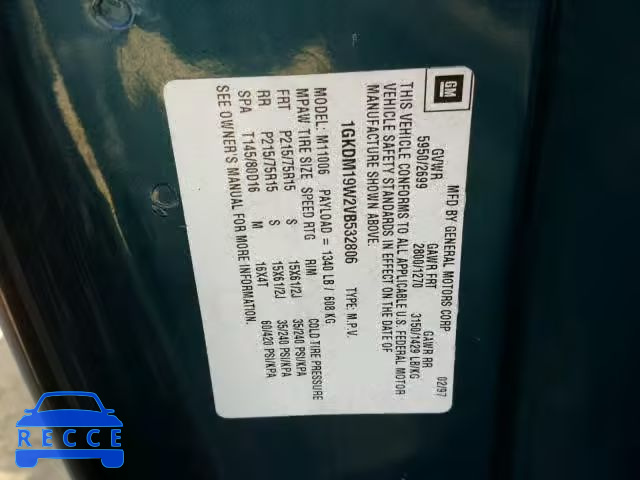 GM
MFD BY GENERAL MOTORS CORP 02/97
GVWR GAWR FRT GAWR RR
5950/2699 2800/1270 3150/1429 LB/KG
THIS VEHICLE CONFORMS TO ALL APPLICABLE U.S. FEDERAL MOTOR
VEHICLE SAFETY STANDARDS IN EFFECT ON THE DATE OF
MANUFACTURE SHOWN ABOVE.
1GKDM19W2VB532806 TYPE: M.P.V.
MODEL: M11006 PAYLOAD = 1340 LB/ 608 KG
MPAW TIRE SIZE SPEED RTG RIM COLD TIRE PRESSURE
FRT P215/75R15 S 15X61/2J 35/240 PSI/KPA
RR P215/75R15 S 15X61/2J 35/240 PSI/KPA
SPA T145/80D16 M 16X4T 60/420 PSI/KPA
SEE OWNER'S MANUAL FOR MORE INFORMATION.
RECCE